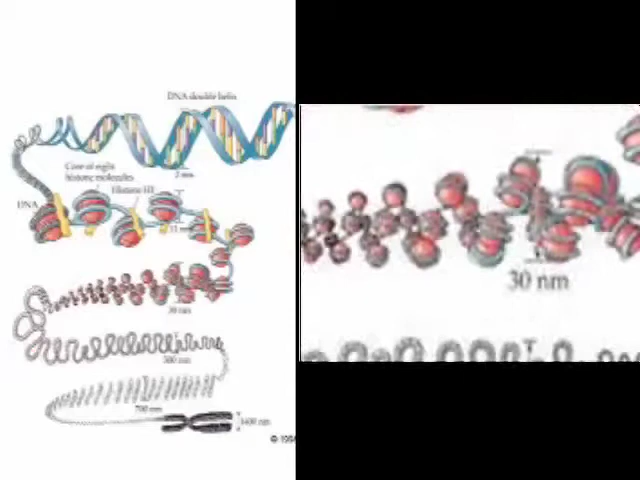 DNA double helix
2 nm
Core of eight
histone molecules
Histone H1
DNA
11 nm
30 nm
300 nm
700 nm
1400 nm
30 nm